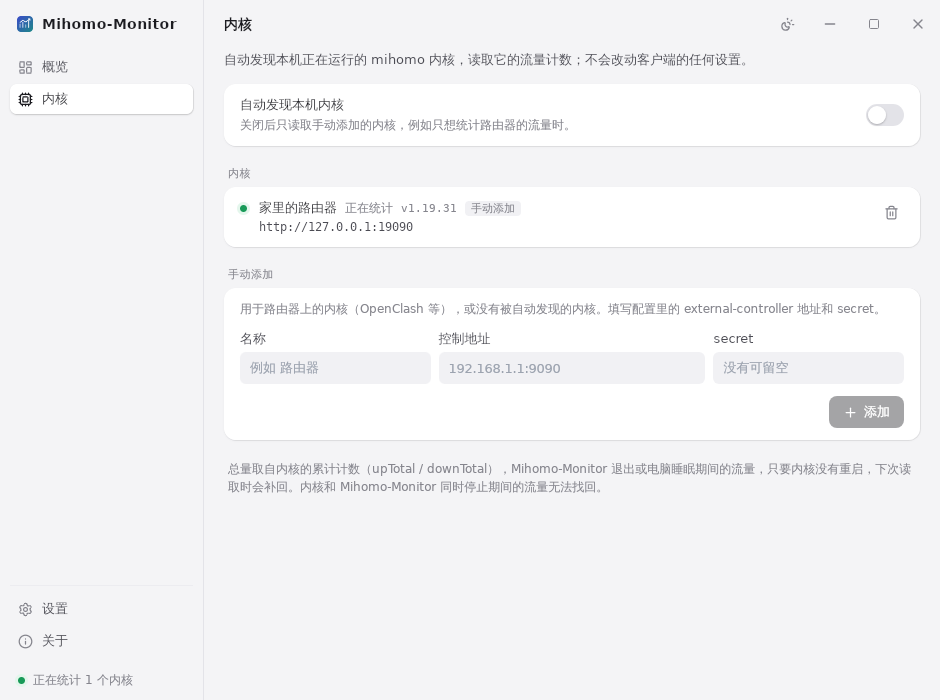 Mihomo-Monitor
概览
内核
设置
关于
正在统计 1 个内核
内核
自动发现本机正在运行的 mihomo 内核，读取它的流量计数；不会改动客户端的任何设置。
自动发现本机内核
关闭后只读取手动添加的内核，例如只想统计路由器的流量时。
内核
家里的路由器 正在统计 v1.19.31 手动添加
http://127.0.0.1:19090
手动添加
用于路由器上的内核（OpenClash 等），或没有被自动发现的内核。填写配置里的 external-controller 地址和 secret。
名称 控制地址 secret
例如 路由器 192.168.1.1:9090 没有可留空
添加
总量取自内核的累计计数（upTotal / downTotal），Mihomo-Monitor 退出或电脑睡眠期间的流量，只要内核没有重启，下次读
取时会补回。内核和 Mihomo-Monitor 同时停止期间的流量无法找回。